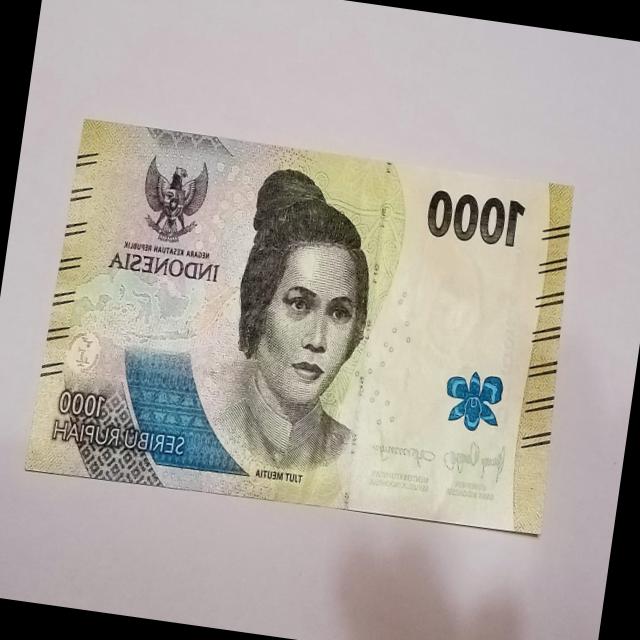 1000
NEGARA KESATUAN REPUBLIK
INDONESIA
1000
SERIBU RUPIAH
TJUT MEUTIA